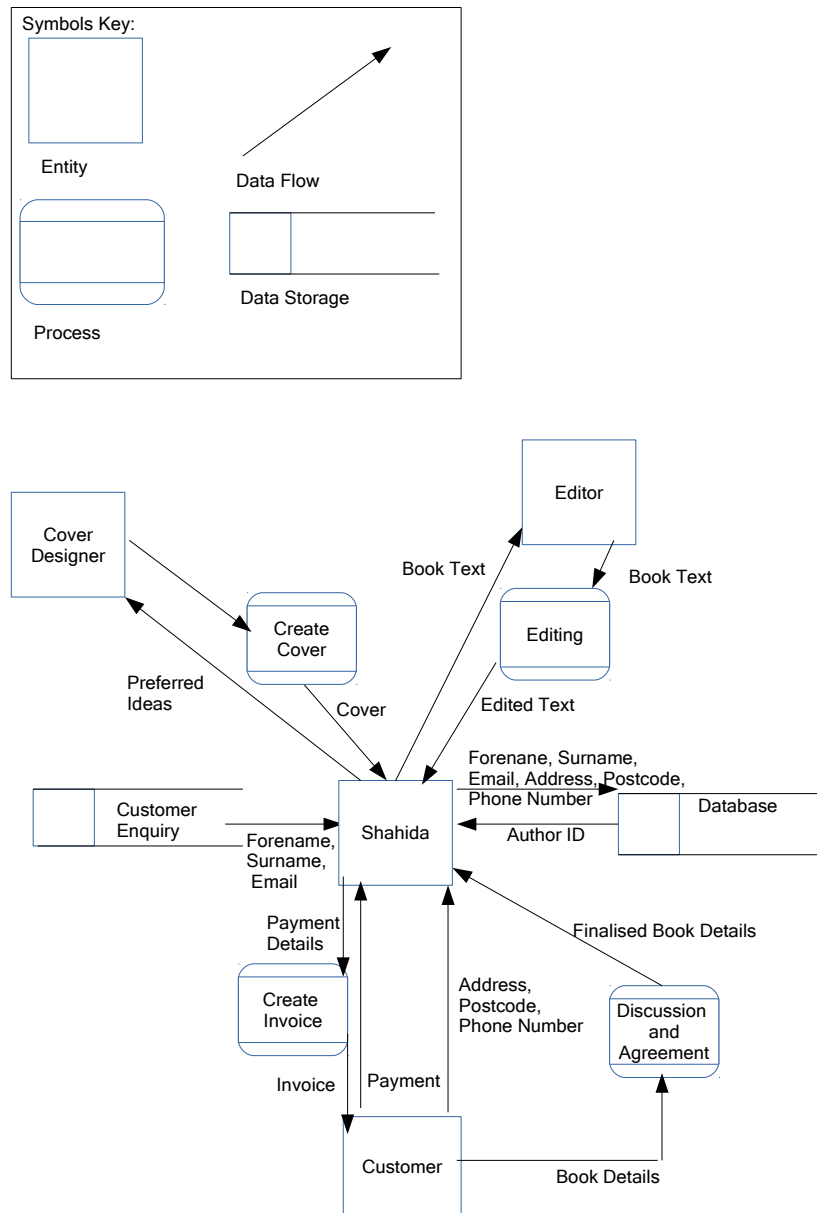 Symbols Key:
Entity
Data Flow
Process
Data Storage
Cover
Designer
Editor
Book Text
Book Text
Create
Cover
Editing
Preferred
Ideas
Cover
Edited Text
Forenane, Surname,
Email, Address, Postcode,
Phone Number
Customer
Enquiry
Forename,
Surname,
Email
Shahida
Author ID
Database
Payment
Details
Finalised Book Details
Create
Invoice
Address,
Postcode,
Phone Number
Discussion
and
Agreement
Invoice
Payment
Customer
Book Details